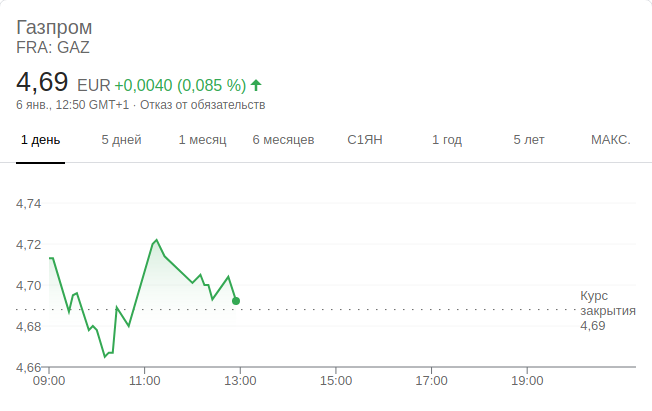 Газпром
FRA: GAZ
4,69 EUR +0,0040 (0,085 %)
6 янв., 12:50 GMT+1 · Отказ от обязательств
1 день 5 дней 1 месяц 6 месяцев С1ЯН 1 год 5 лет МАКС.
4,74
4,72
4,70
Курс
закрытия
4,69
4,68
4,66
09:00 11:00 13:00 15:00 17:00 19:00